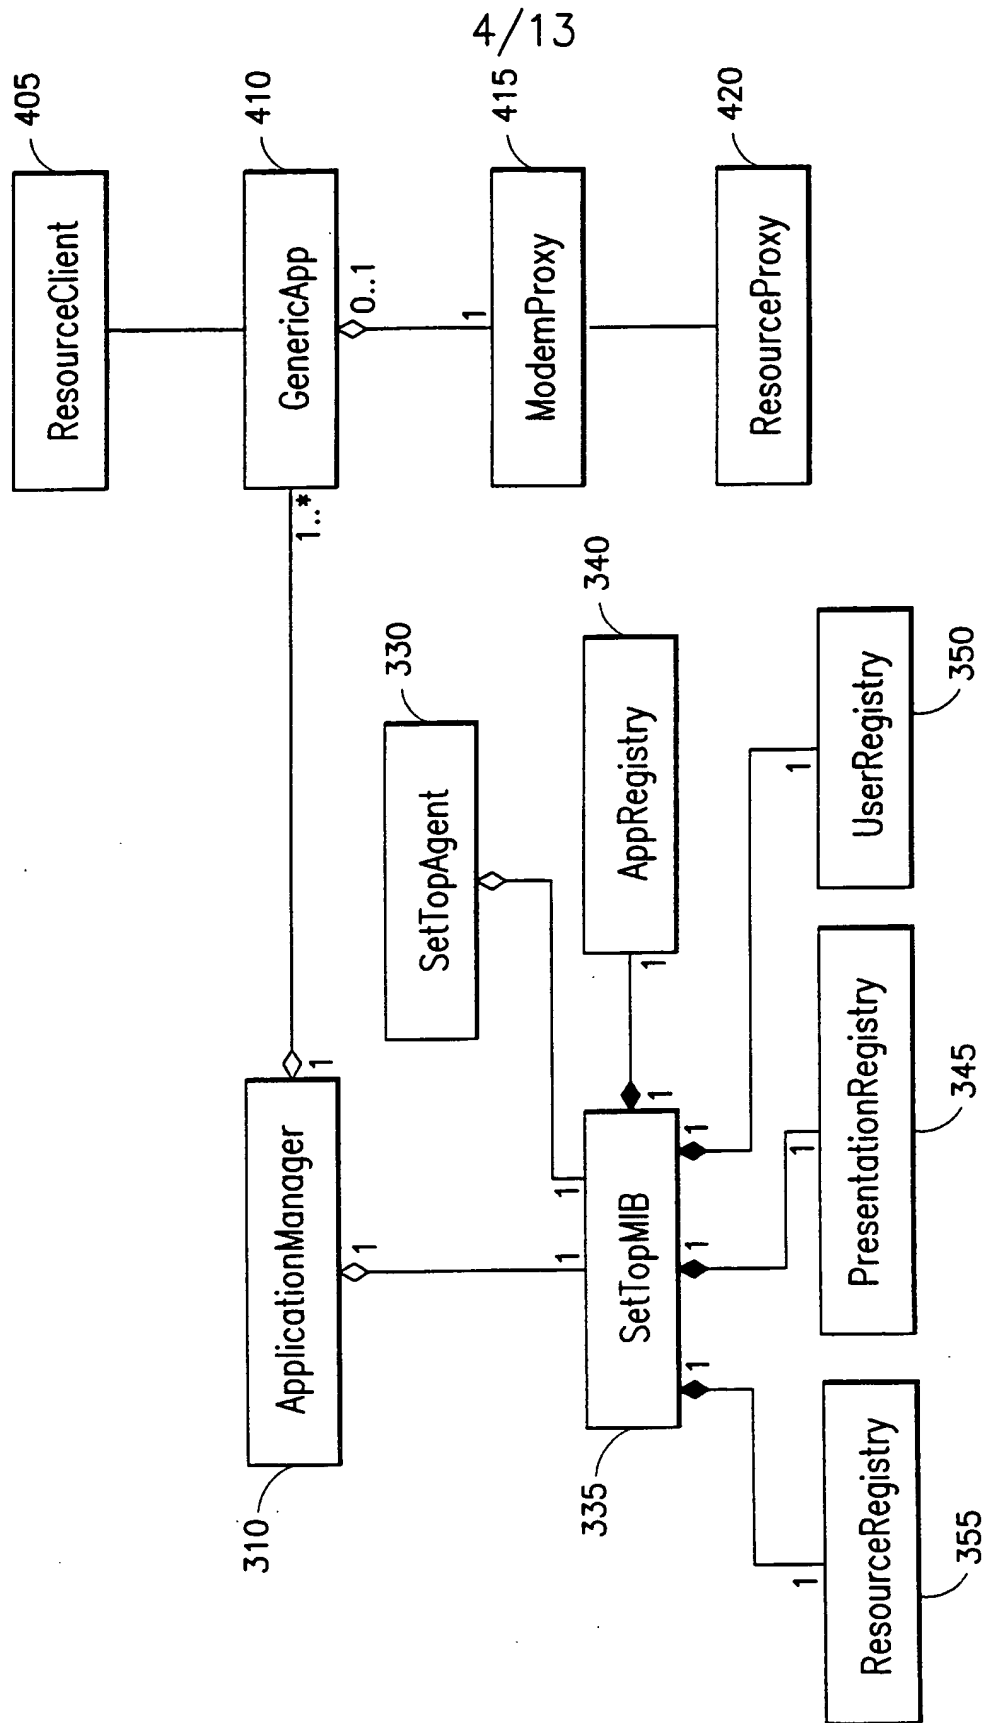 4/13
405
ResourceClient
410
GenericApp
0..1
1..*
1
415
ModemProxy
420
ResourceProxy
310
ApplicationManager
1
1
330
SetTopAgent
340
AppRegistry
1
335
SetTopMIB
1
1
1
1
1
1
350
UserRegistry
1
345
PresentationRegistry
1
355
ResourceRegistry
1